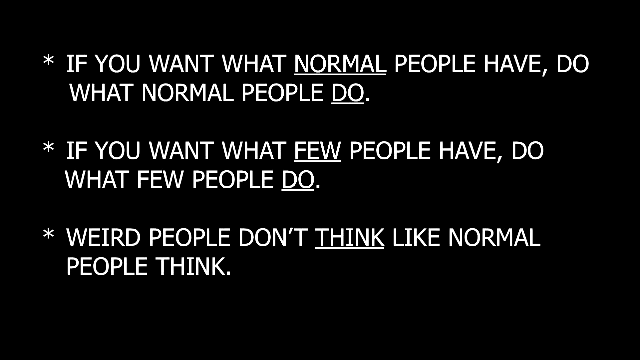 * IF YOU WANT WHAT NORMAL PEOPLE HAVE, DO
WHAT NORMAL PEOPLE DO.
* IF YOU WANT WHAT FEW PEOPLE HAVE, DO
WHAT FEW PEOPLE DO.
* WEIRD PEOPLE DON'T THINK LIKE NORMAL
PEOPLE THINK.